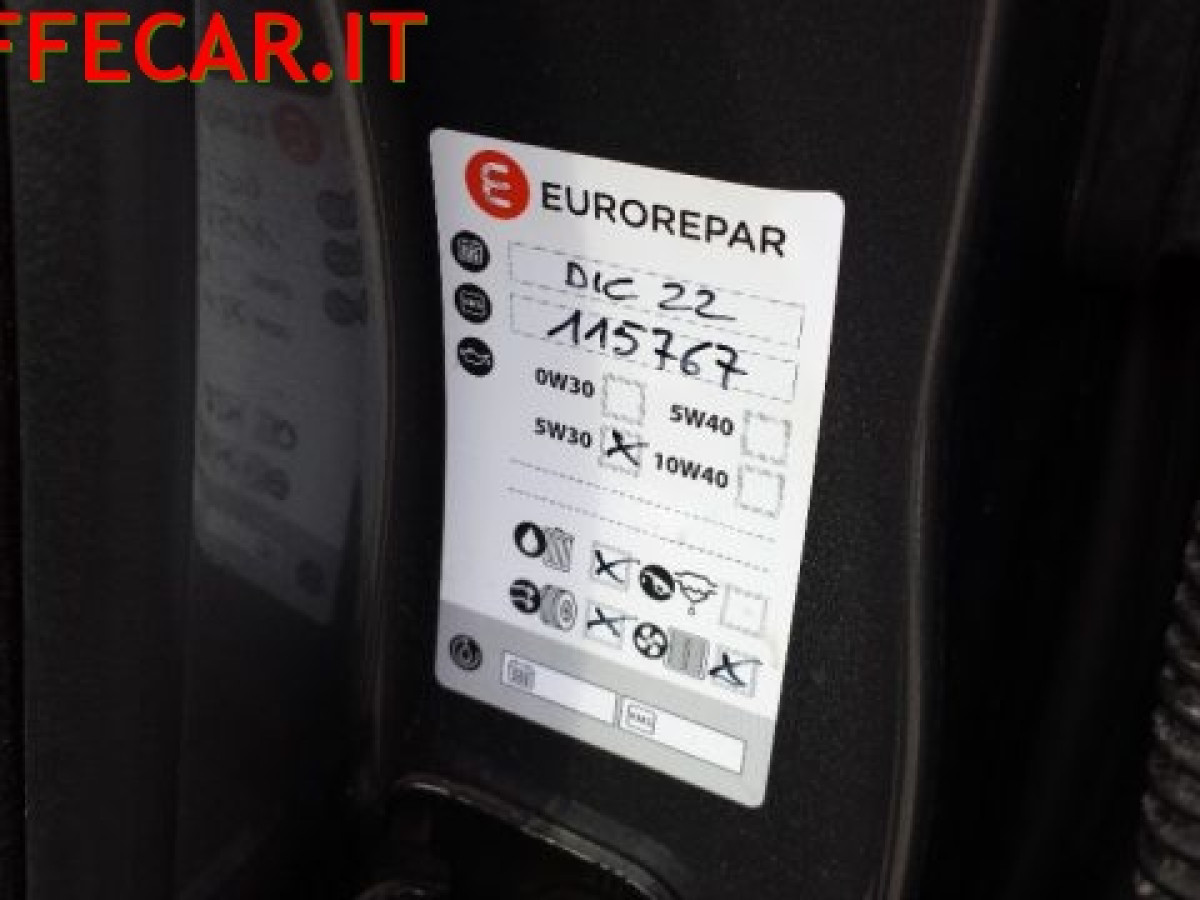 FFECAR.IT
EUROREPAR
DIC 22
115767
0W30
5W40
5W30
10W40